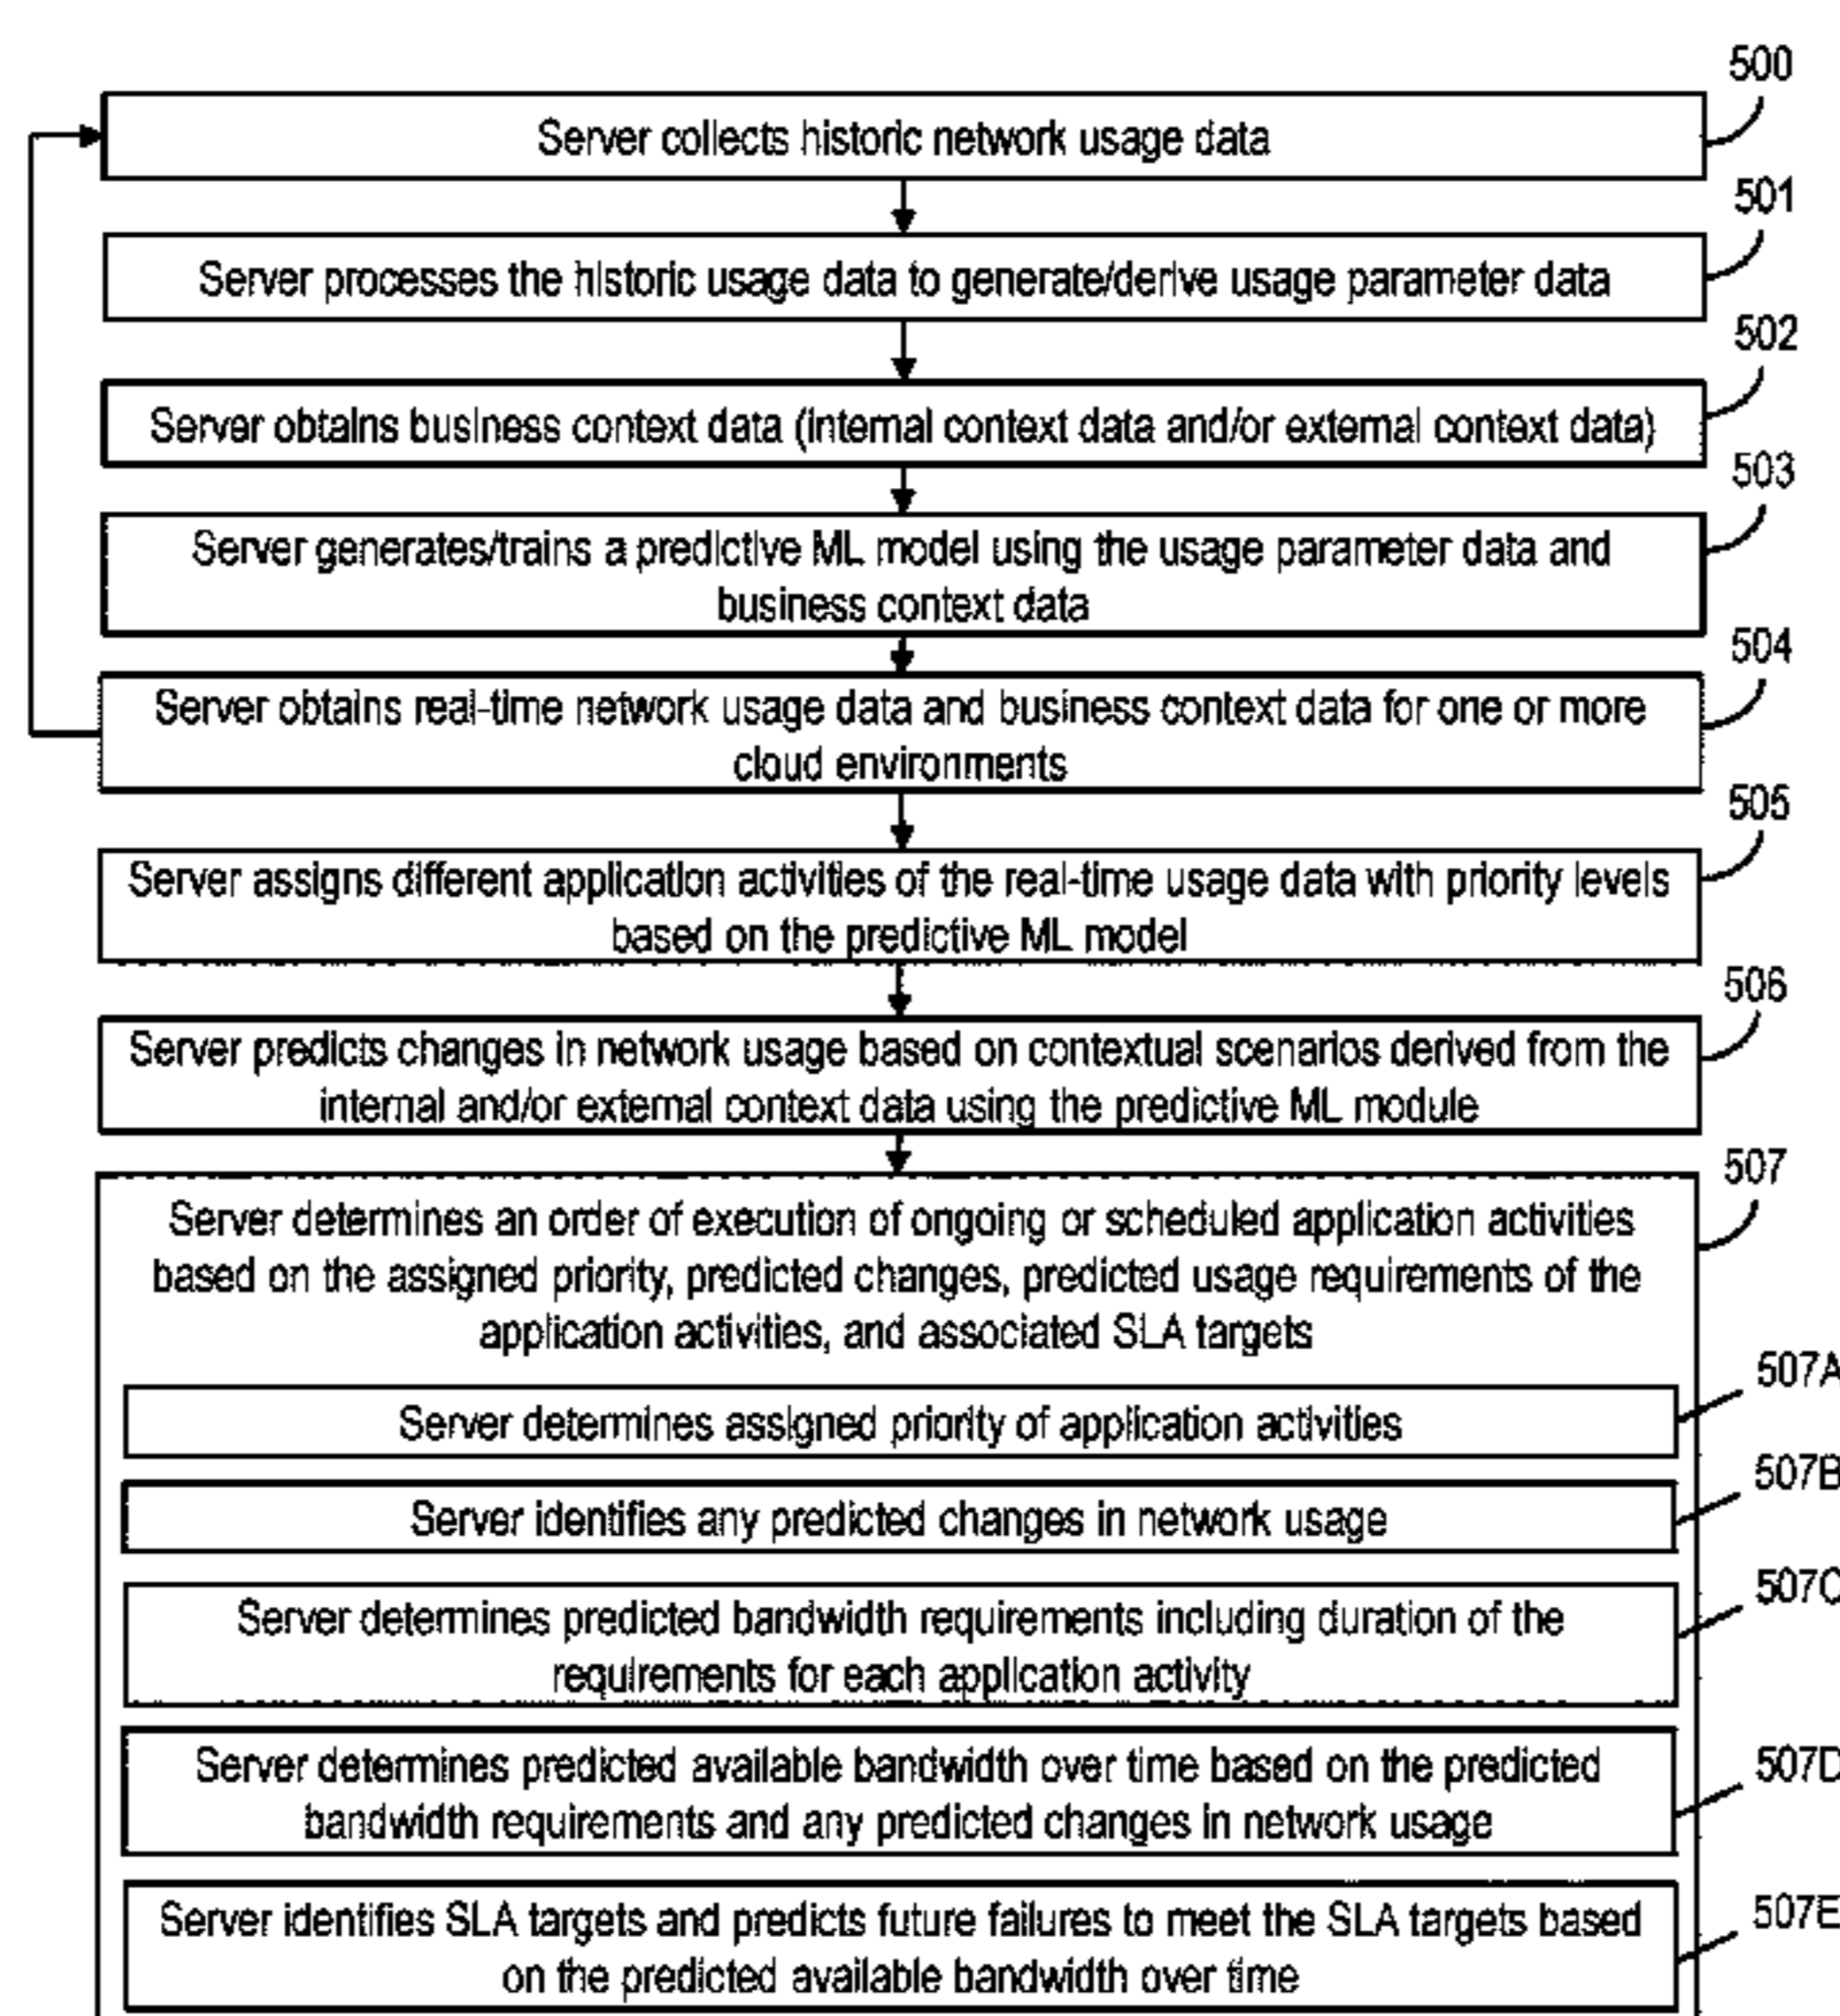 500
Server collects historic network usage data
501
Server processes the historic usage data to generate/derive usage parameter data
502
Server obtains business context data (internal context data and/or external context data)
503
Server generates/trains a predictive ML model using the usage parameter data and
business context data
504
Server obtains real-time network usage data and business context data for one or more
cloud environments
505
Server assigns different application activities of the real-time usage data with priority levels
based on the predictive ML model
506
Server predicts changes in network usage based on contextual scenarios derived from the
internal and/or external context data using the predictive ML module
507
Server determines an order of execution of ongoing or scheduled application activities
based on the assigned priority, predicted changes, predicted usage requirements of the
application activities, and associated SLA targets
507A
Server determines assigned priority of application activities
507B
Server identifies any predicted changes in network usage
507C
Server determines predicted bandwidth requirements including duration of the
requirements for each application activity
507D
Server determines predicted available bandwidth over time based on the predicted
bandwidth requirements and any predicted changes in network usage
507E
Server identifies SLA targets and predicts future failures to meet the SLA targets based
on the predicted available bandwidth over time